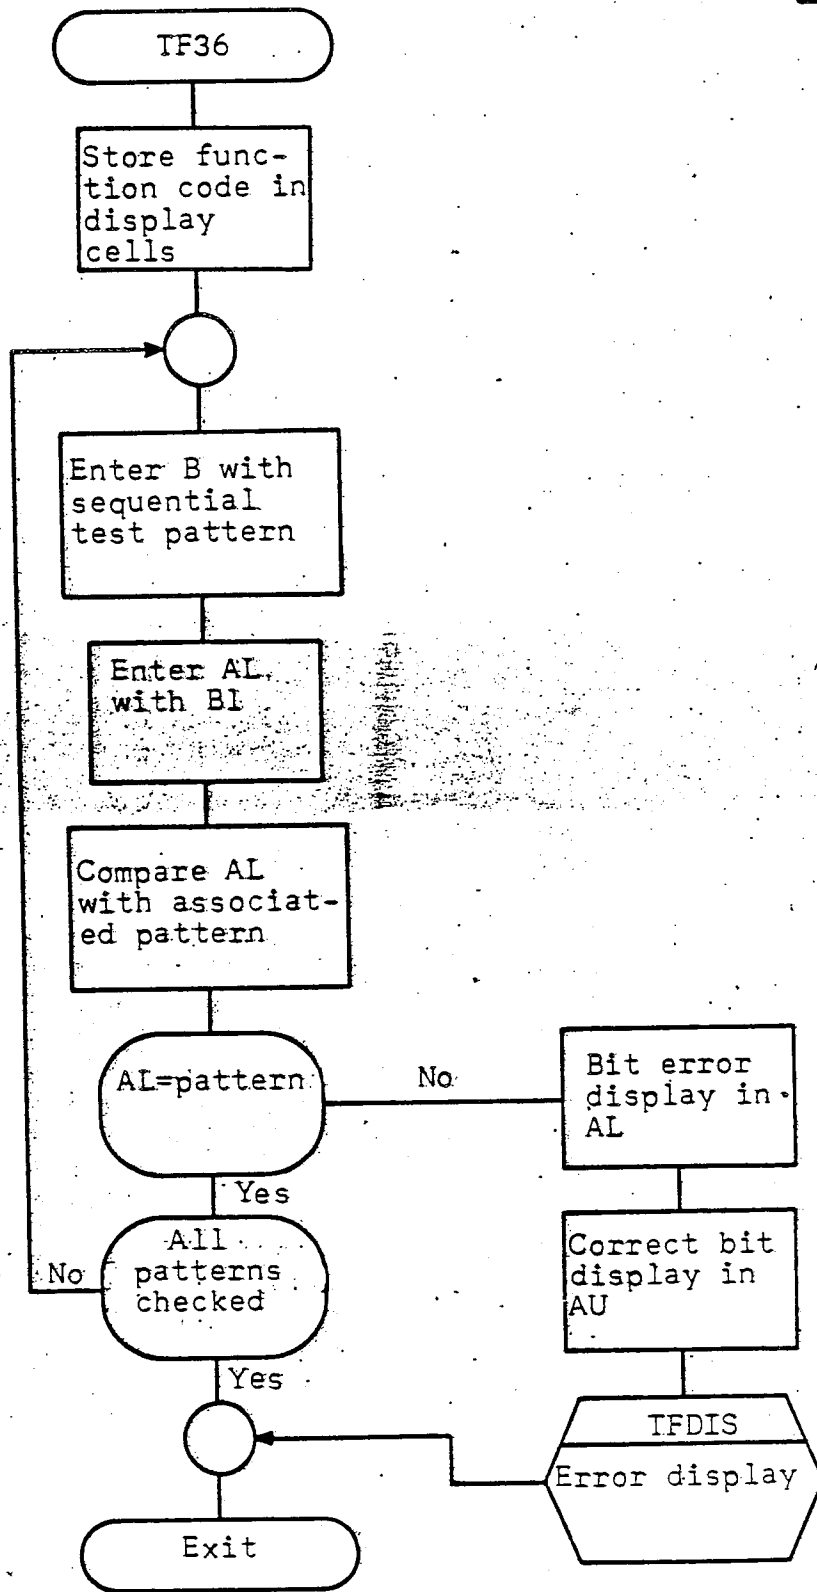 TF36
Store func-
tion code in
display
cells
Enter B with
sequential
test pattern
Enter AL
with B1
Compare AL
with associat-
ed pattern
AL=pattern
No
Bit error
display in
AL
Yes
Correct bit
display in
AU
All
patterns
checked
No
Yes
TFDIS
Error display
Exit